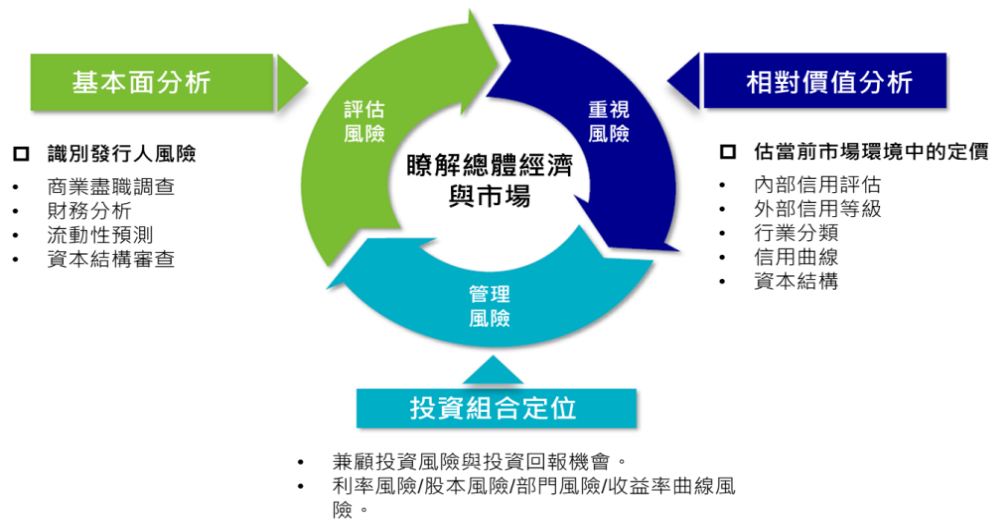 基本面分析
識別發行人風險
• 商業盡職調查
• 財務分析
• 流動性預測
• 資本結構審查
評估
風險
重視
風險
瞭解總體經濟
與市場
管理
風險
相對價值分析
估當前市場環境中的定價
• 內部信用評估
• 外部信用等級
• 行業分類
• 信用曲線
• 資本結構
投資組合定位
• 兼顧投資風險與投資回報機會。
• 利率風險/股本風險/部門風險/收益率曲線風
險。